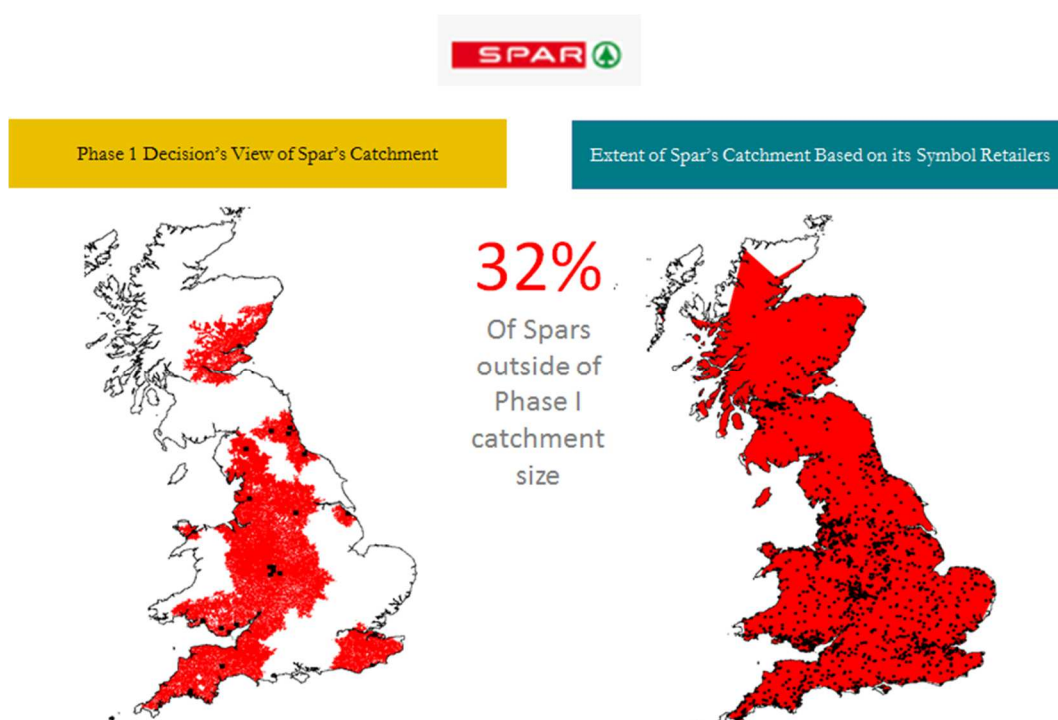 SPAR
Phase 1 Decision's View of Spar's Catchment
Extent of Spar's Catchment Based on its Symbol Retailers
32%
Of Spars
outside of
Phase I
catchment
size